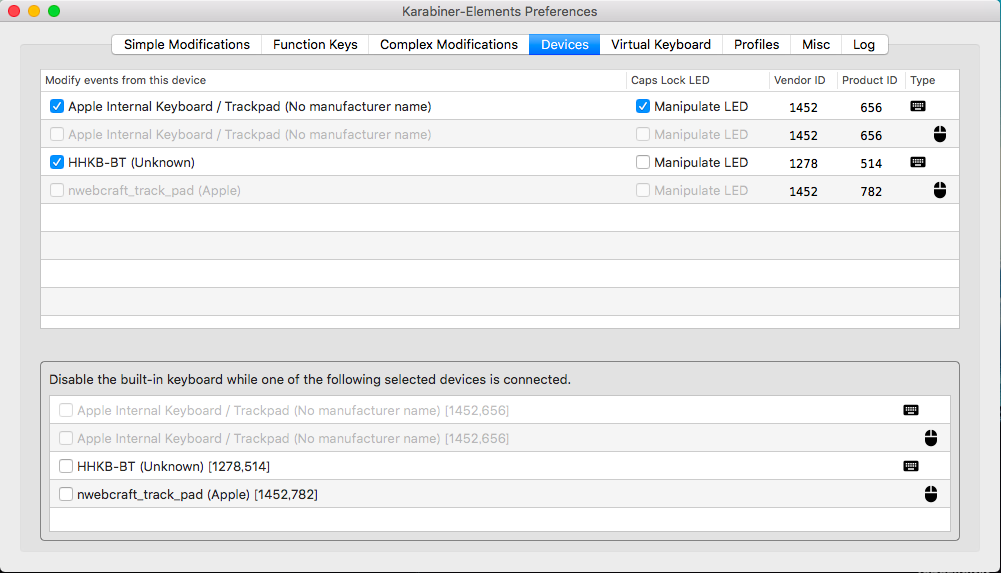 Karabiner-Elements Preferences
Simple Modifications Function Keys Complex Modifications Devices Virtual Keyboard Profiles Misc Log
Modify events from this device Caps Lock LED Vendor ID Product ID Type
Apple Internal Keyboard / Trackpad (No manufacturer name) Manipulate LED 1452 656
Apple Internal Keyboard / Trackpad (No manufacturer name) Manipulate LED 1452 656
HHKB-BT (Unknown) Manipulate LED 1278 514
nwebcraft_track_pad (Apple) Manipulate LED 1452 782
Disable the built-in keyboard while one of the following selected devices is connected.
Apple Internal Keyboard / Trackpad (No manufacturer name) [1452,656]
Apple Internal Keyboard / Trackpad (No manufacturer name) [1452,656]
HHKB-BT (Unknown) [1278,514]
nwebcraft_track_pad (Apple) [1452,782]